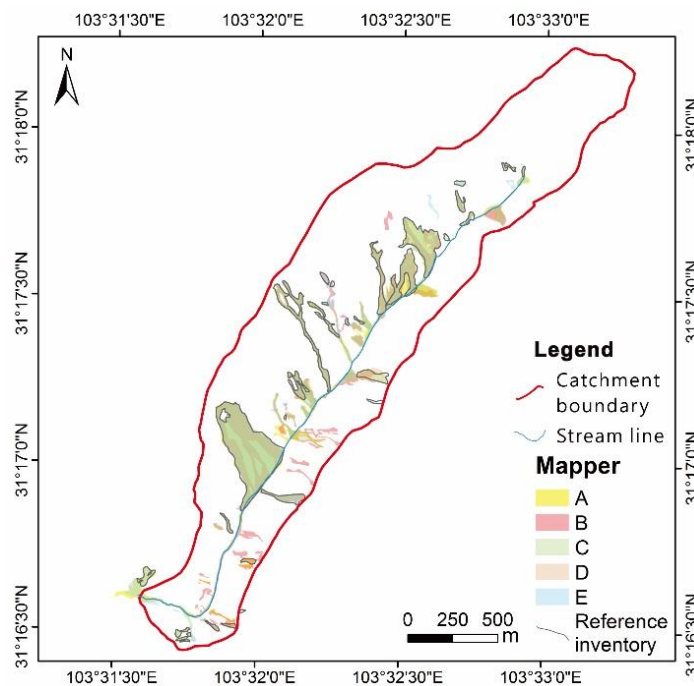 103°31'30"E 103°32'0"E 103°32'30"E 103°33'0"E
N
31°18'0"N 31°18'0"N
31°17'30"N 31°17'30"N
Legend
Catchment
boundary
Stream line
31°17'0"N 31°17'0"N
Mapper
A
B
C
D
E
Reference
inventory
0 250 500
m
31°16'30"N 31°16'30"N
103°31'30"E 103°32'0"E 103°32'30"E 103°33'0"E